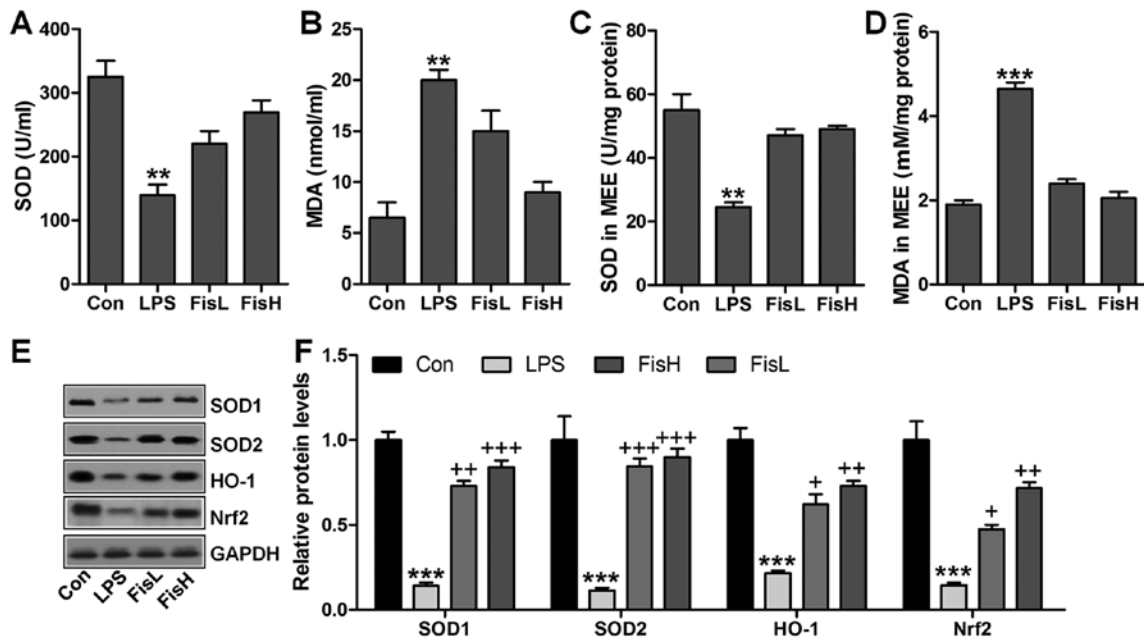 A
SOD (U/ml)
400
300
200
100
0
**
Con LPS FisL FisH
B
MDA (nmol/ml)
25
20
15
10
5
0
**
Con LPS FisL FisH
C
SOD in MEE (U/mg protein)
80
60
40
20
0
**
Con LPS FisL FisH
D
MDA in MEE (mM/mg protein)
6
4
2
0
***
Con LPS FisL FisH
E
SOD1
SOD2
HO-1
Nrf2
GAPDH
Con LPS FisL FisH
F
Relative protein levels
1.5
1.0
0.5
0.0
Con LPS FisH FisL
*** ++ +++
*** +++ +++
*** + ++
*** + ++
SOD1 SOD2 HO-1 Nrf2